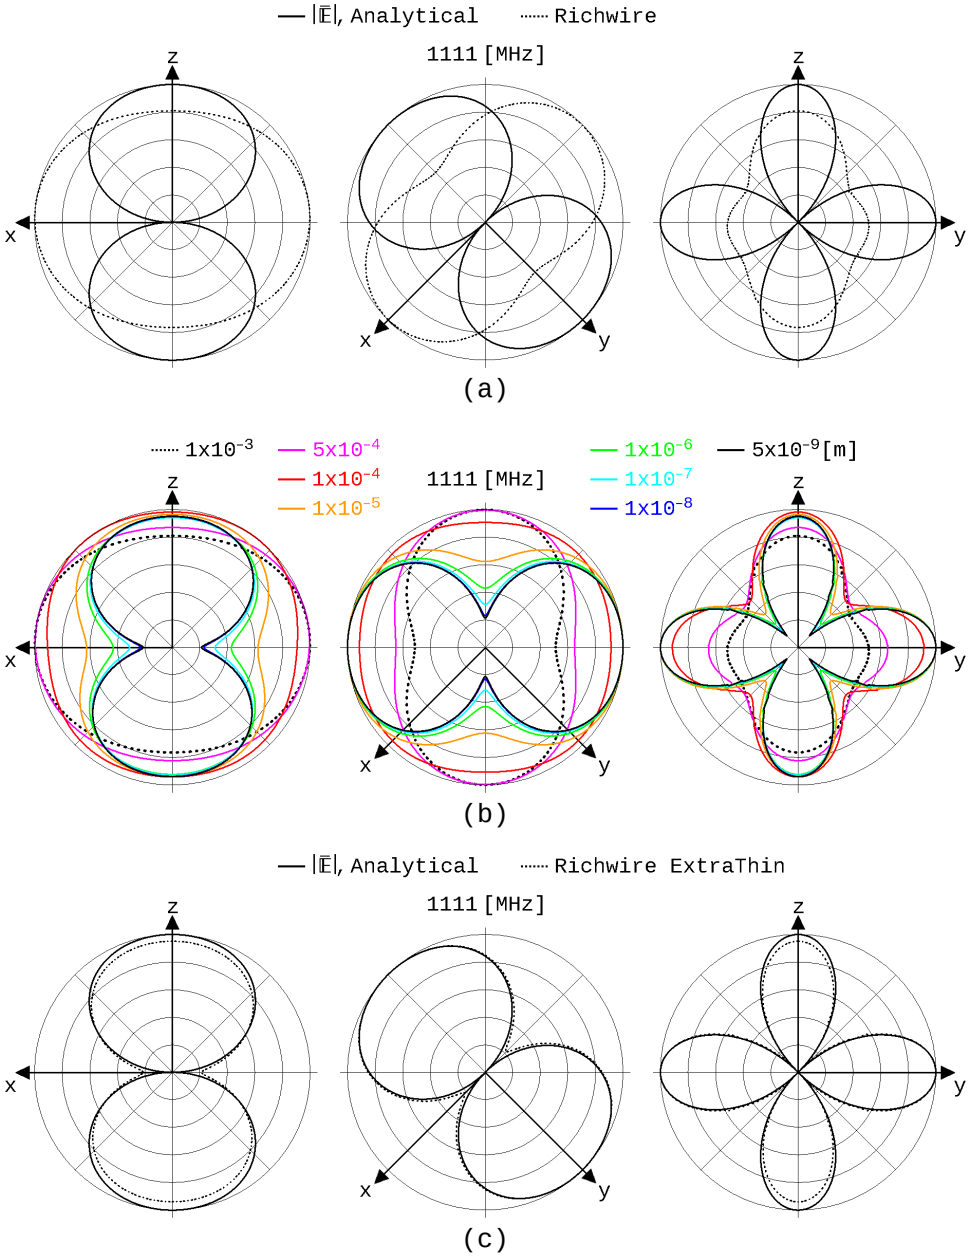 |Ē|, Analytical Richwire
1111 [MHz]
z z
x x y y
(a)
1x10⁻³ 5x10⁻⁴ 1x10⁻⁶ 5x10⁻⁹[m]
1x10⁻⁴ 1111 [MHz] 1x10⁻⁷
1x10⁻⁵ 1x10⁻⁸
z z
x x y y
(b)
|Ē|, Analytical Richwire ExtraThin
1111 [MHz]
z z
x x y y
(c)